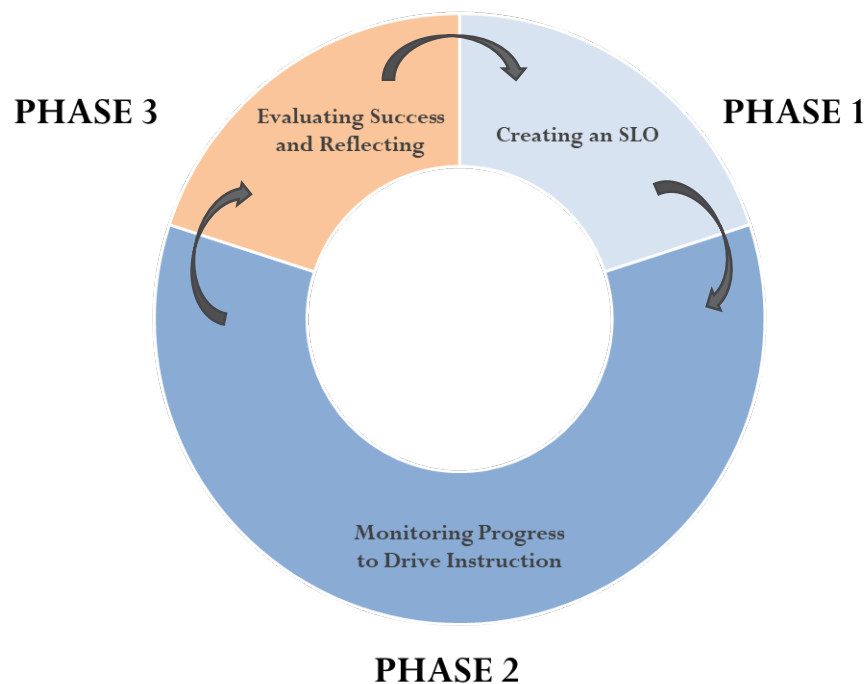 PHASE 3
Evaluating Success
and Reflecting
Creating an SLO
PHASE 1
Monitoring Progress
to Drive Instruction
PHASE 2